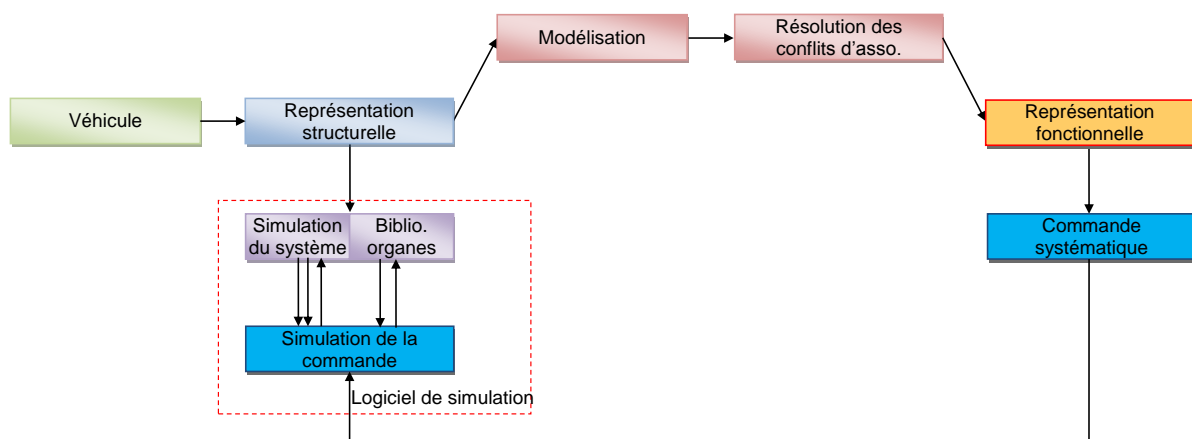 Modélisation
Résolution des
conflits d'asso.
Véhicule
Représentation
structurelle
Représentation
fonctionnelle
Simulation
du système
Biblio.
organes
Commande
systématique
Simulation de la
commande
Logiciel de simulation